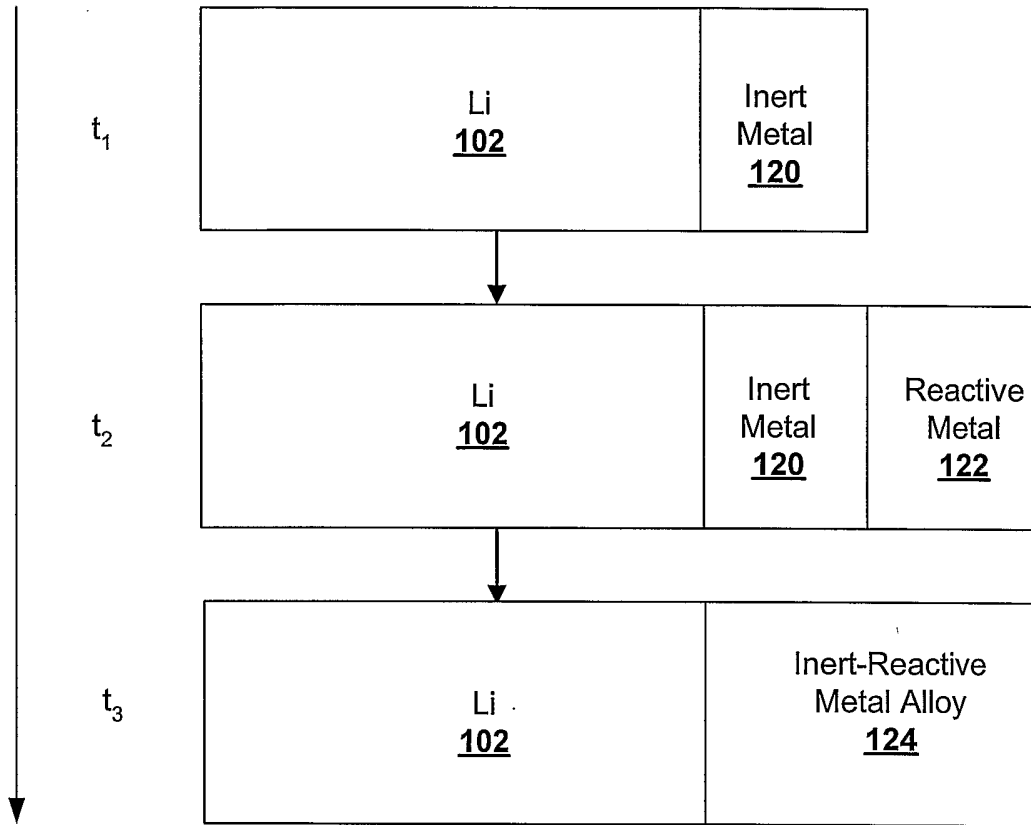 t1
Li
102
Inert
Metal
120
t2
Li
102
Inert
Metal
120
Reactive
Metal
122
t3
Li
102
Inert-Reactive
Metal Alloy
124